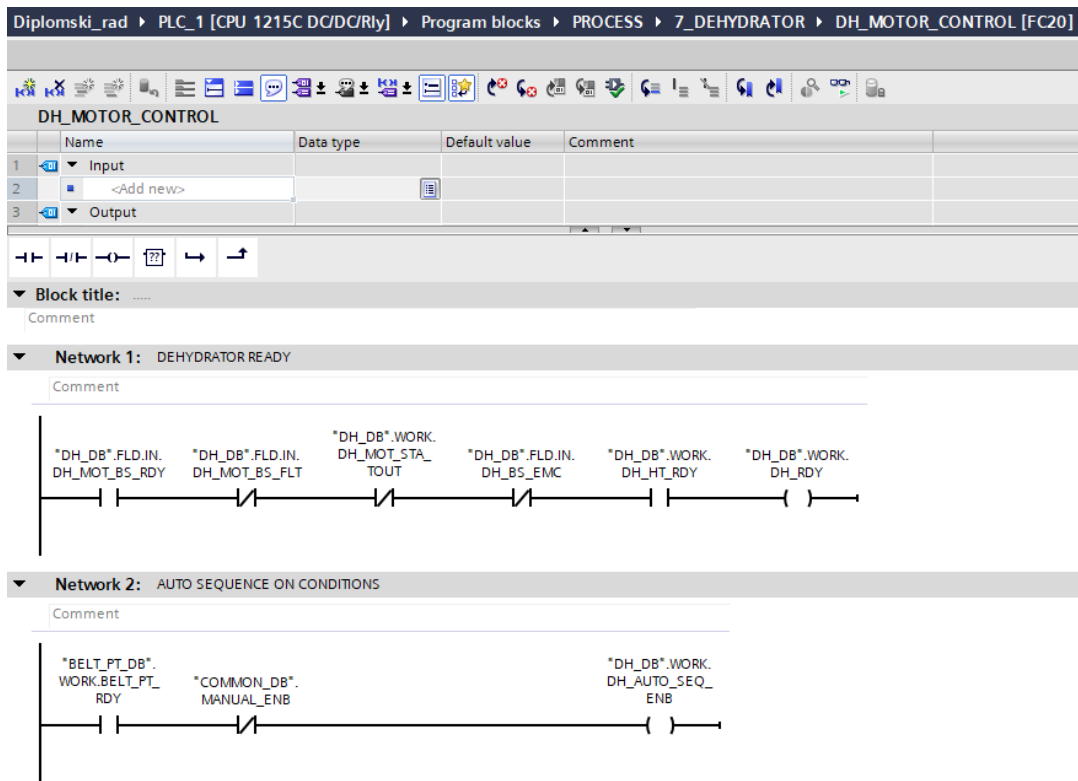 Diplomski_rad ▸ PLC_1 [CPU 1215C DC/DC/Rly] ▸ Program blocks ▸ PROCESS ▸ 7_DEHYDRATOR ▸ DH_MOTOR_CONTROL [FC20]
DH_MOTOR_CONTROL
Name Data type Default value Comment
1 Input
2 <Add new>
3 Output
??
Block title: .....
Comment
Network 1: DEHYDRATOR READY
Comment
"DH_DB".FLD.IN.
DH_MOT_BS_RDY
"DH_DB".FLD.IN.
DH_MOT_BS_FLT
"DH_DB".WORK.
DH_MOT_STA_
TOUT
"DH_DB".FLD.IN.
DH_BS_EMC
"DH_DB".WORK.
DH_HT_RDY
"DH_DB".WORK.
DH_RDY
Network 2: AUTO SEQUENCE ON CONDITIONS
Comment
"BELT_PT_DB".
WORK.BELT_PT_
RDY
"COMMON_DB".
MANUAL_ENB
"DH_DB".WORK.
DH_AUTO_SEQ_
ENB